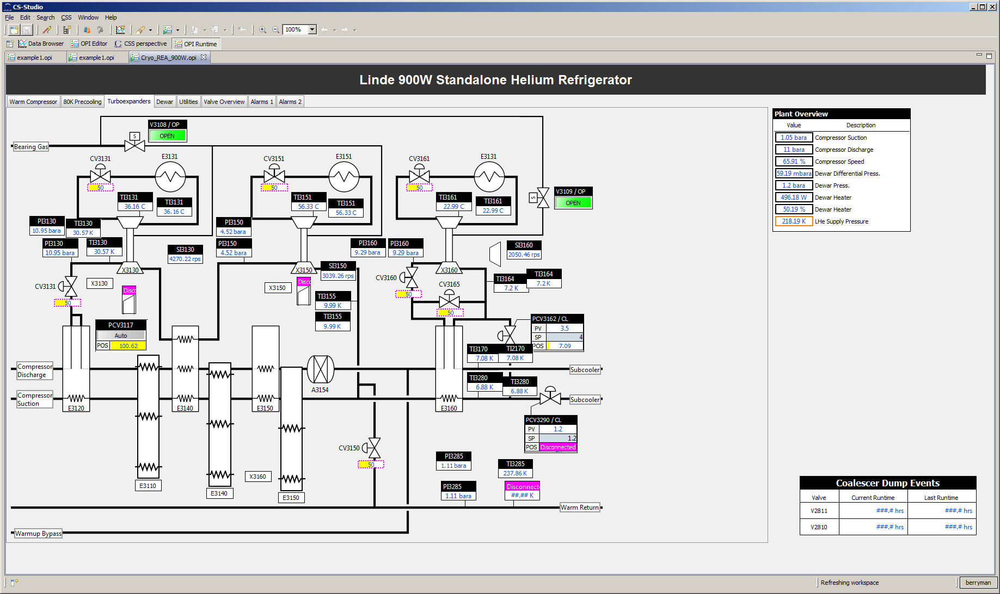 CS-Studio
File Edit Search CSS Window Help
100%
Data Browser OPI Editor CSS perspective OPI Runtime
example1.opi example1.opi Cryo_REA_900W.opi
Linde 900W Standalone Helium Refrigerator
Warm Compressor 80K Precooling Turboexpanders Dewar Utilities Valve Overview Alarms 1 Alarms 2
Plant Overview
Value Description
1.05 bara Compressor Suction
11 bara Compressor Discharge
65.91 % Compressor Speed
59.19 mbara Dewar Differential Press.
1.2 bara Dewar Press.
496.18 W Dewar Heater
50.19 % Dewar Heater
218.19 K LHe Supply Pressure
V3108 / OP
S
OPEN
Bearing Gas
CV3131
50
E3131
TI3131
36.16 C
TI3131
36.16 C
CV3151
50
E3151
TI3151
56.33 C
TI3151
56.33 C
CV3161
50
E3131
TI3161
22.99 C
TI3161
22.99 C
S
V3109 / OP
OPEN
PI3130
10.95 bara
TI3130
30.57 K
PI3130
10.95 bara
TI3130
30.57 K
SI3130
4270.22 rps
PI3150
4.52 bara
PI3150
4.52 bara
PI3160
9.29 bara
PI3160
9.29 bara
SI3160
2050.46 rps
X3130
X3150
SI3150
3039.26 rps
X3160
CV3131
50
X3130
Disco
X3150
Disco
TI3155
9.99 K
TI3155
9.99 K
CV3160
50
CV3165
50
TI3164
7.2 K
TI3164
7.2 K
PCV3117
Auto
POS 100.62
PCV3162 / CL
PV 3.5
SP 4
POS 7.09
TI3170
7.08 K
TI2170
7.08 K
Compressor
Discharge
Subcooler
A3154
TI3280
6.88 K
TI3280
6.88 K
Compressor
Suction
Subcooler
E3120
E3140
E3150
E3160
PCV3290 / CL
PV 1.2
SP 1.2
POS Disconnected
CV3150
50
PI3285
1.11 bara
TI3285
237.86 K
X3160
E3110
E3140
E3150
PI3285
1.11 bara
Disconnect
##.## K
Warm Return
Warmup Bypass
Coalescer Dump Events
Valve Current Runtime Last Runtime
V2811 ###.# hrs ###.# hrs
V2810 ###.# hrs ###.# hrs
Refreshing workspace
berryman